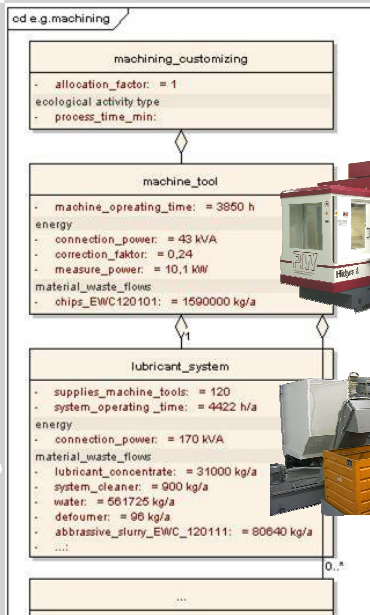 cd e.g.machining
machining_customizing
- allocation_factor: = 1
ecological activity type
- process_time_min:
machine_tool
- machine_opreating_time: = 3850 h
energy
- connection_power: = 43 kVA
- correction_faktor: = 0,24
- measure_power: = 10,1 kW
material_waste_flows
- chips_EWC120101: = 1590000 kg/a
1
lubricant_system
- supplies_machine_tools: = 120
- system_operating _time: = 4422 h/a
energy
- connection_power: = 170 kVA
material_waste_flows
- lubricant_concentrate: = 31000 kg/a
- system_cleaner: = 900 kg/a
- water: = 561725 kg/a
- defoumer: = 96 kg/a
- abbrassive_slurry_EWC_120111: = 80640 kg/a
- ...:
0..*
...